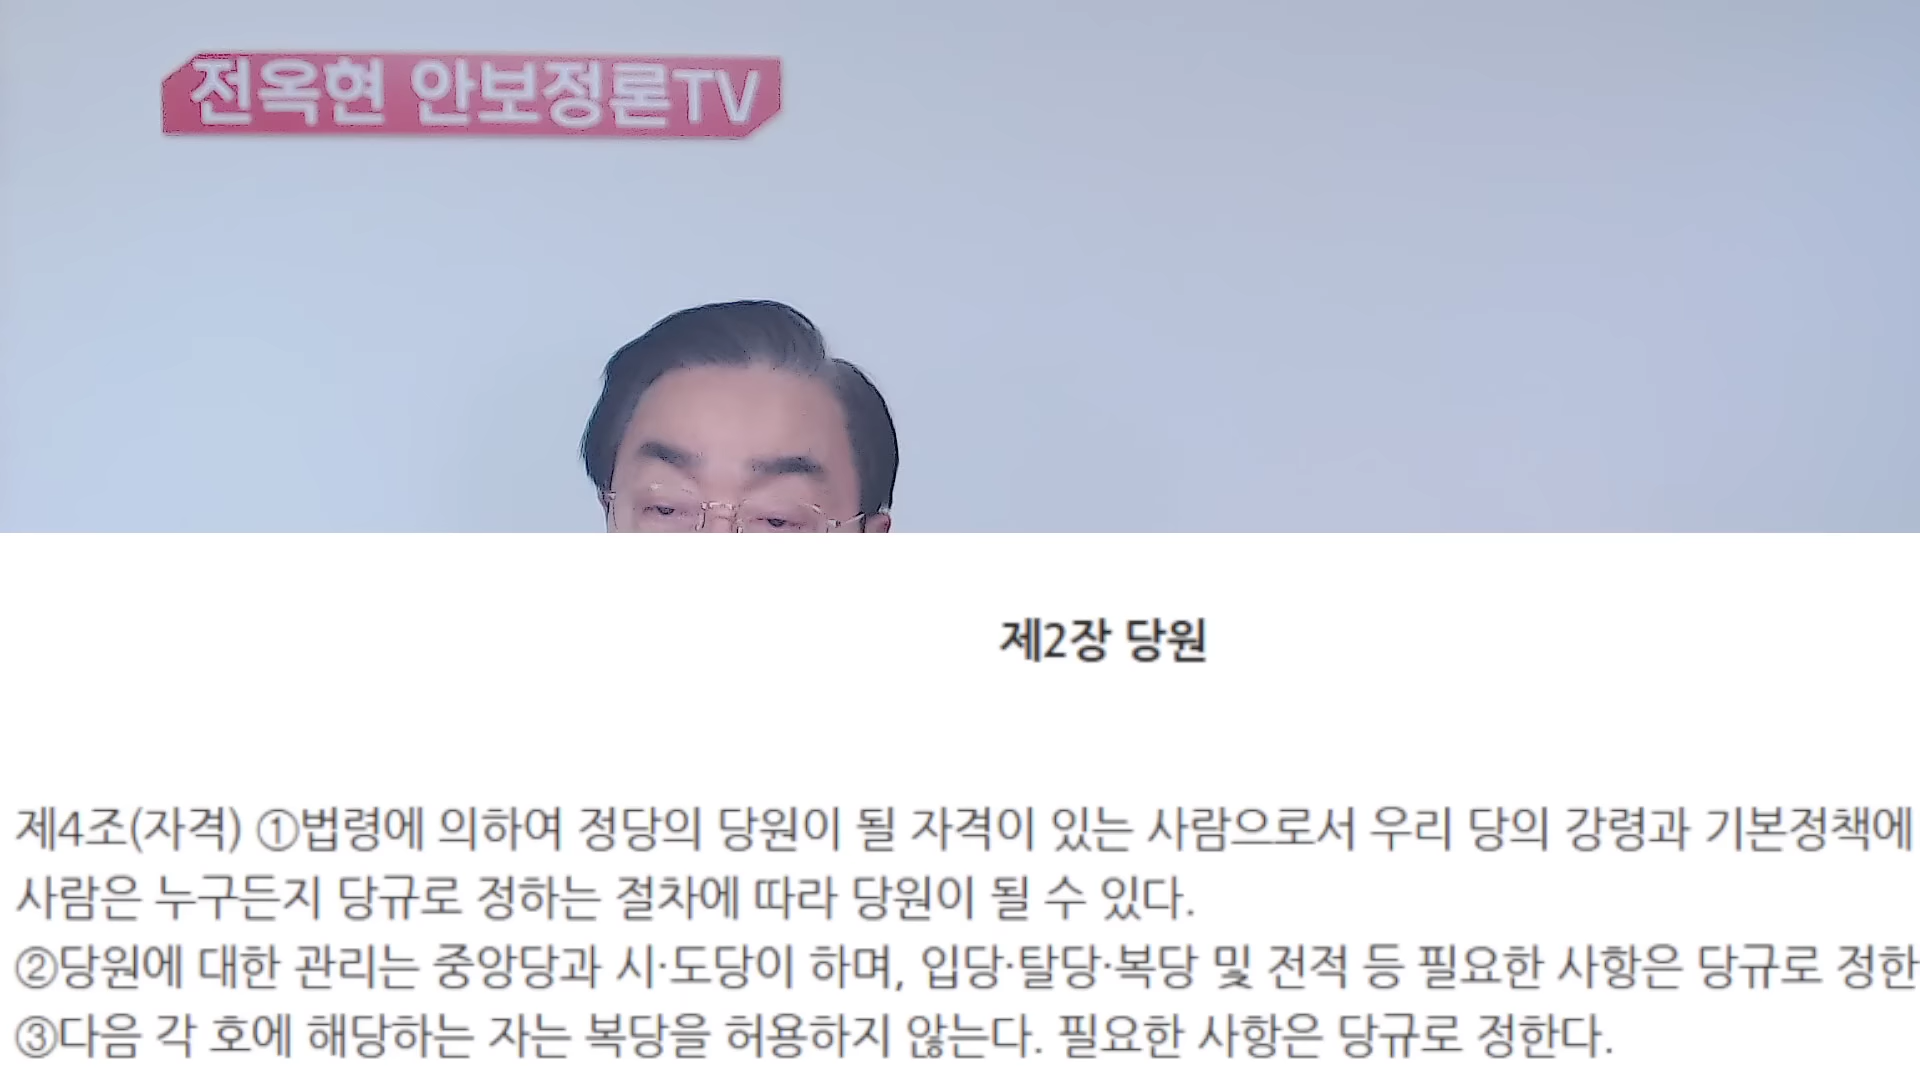 전옥현 안보정론TV
제2장 당원
제4조(자격) ①법령에 의하여 정당의 당원이 될 자격이 있는 사람으로서 우리 당의 강령과 기본정책에
사람은 누구든지 당규로 정하는 절차에 따라 당원이 될 수 있다.
②당원에 대한 관리는 중앙당과 시·도당이 하며, 입당·탈당·복당 및 전적 등 필요한 사항은 당규로 정한
③다음 각 호에 해당하는 자는 복당을 허용하지 않는다. 필요한 사항은 당규로 정한다.